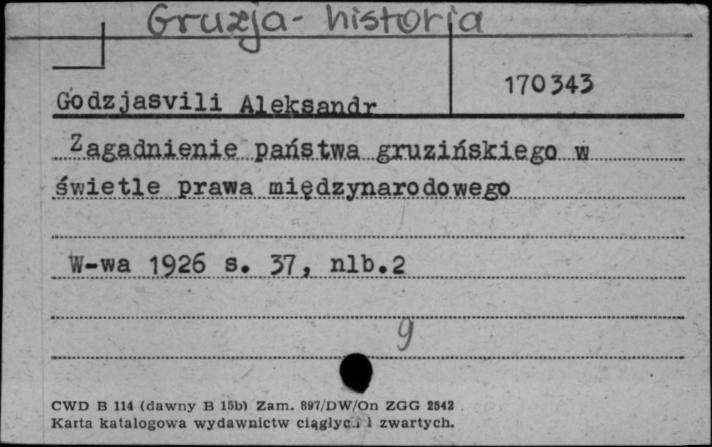 Gruzja - historja
170343
Godzjasvili Aleksandr
Zagadnienie państwa gruzińskiego w
świetle prawa międzynarodowego
W-wa 1926 s. 37, nlb.2
9
CWD B 114 (dawny B 15b) Zam. 897/DW/On ZGG 2542
Karta katalogowa wydawnictw ciągłych i zwartych.